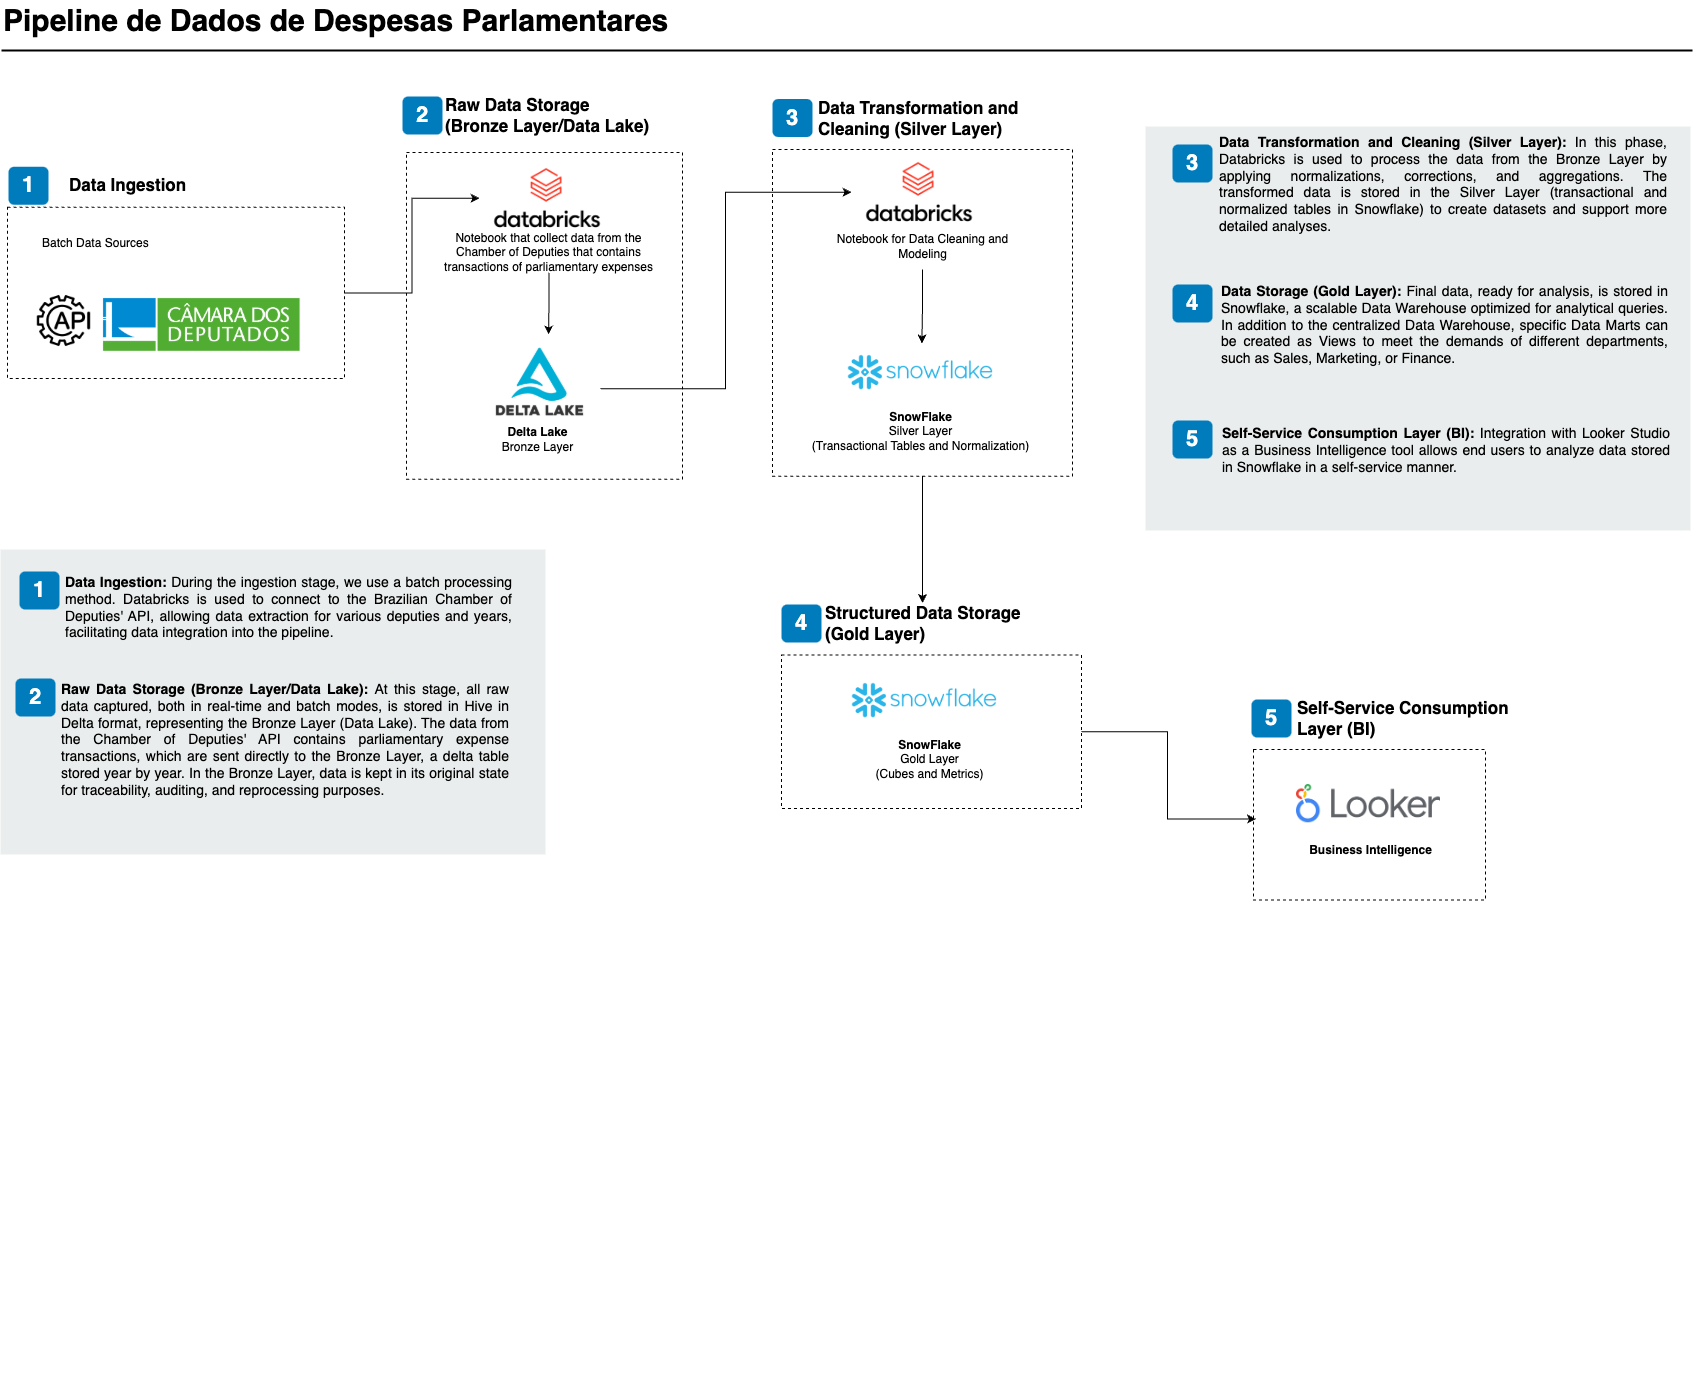 Pipeline de Dados de Despesas Parlamentares
1
Data Ingestion
Batch Data Sources
API
CÂMARA DOS
DEPUTADOS
2
Raw Data Storage
(Bronze Layer/Data Lake)
databricks
Notebook that collect data from the
Chamber of Deputies that contains
transactions of parliamentary expenses
DELTA LAKE
Delta Lake
Bronze Layer
3
Data Transformation and
Cleaning (Silver Layer)
databricks
Notebook for Data Cleaning and
Modeling
snowflake
SnowFlake
Silver Layer
(Transactional Tables and Normalization)
3
Data Transformation and Cleaning (Silver Layer): In this phase,
Databricks is used to process the data from the Bronze Layer by
applying normalizations, corrections, and aggregations. The
transformed data is stored in the Silver Layer (transactional and
normalized tables in Snowflake) to create datasets and support more
detailed analyses.
4
Data Storage (Gold Layer): Final data, ready for analysis, is stored in
Snowflake, a scalable Data Warehouse optimized for analytical queries.
In addition to the centralized Data Warehouse, specific Data Marts can
be created as Views to meet the demands of different departments,
such as Sales, Marketing, or Finance.
5
Self-Service Consumption Layer (BI): Integration with Looker Studio
as a Business Intelligence tool allows end users to analyze data stored
in Snowflake in a self-service manner.
1
Data Ingestion: During the ingestion stage, we use a batch processing
method. Databricks is used to connect to the Brazilian Chamber of
Deputies' API, allowing data extraction for various deputies and years,
facilitating data integration into the pipeline.
2
Raw Data Storage (Bronze Layer/Data Lake): At this stage, all raw
data captured, both in real-time and batch modes, is stored in Hive in
Delta format, representing the Bronze Layer (Data Lake). The data from
the Chamber of Deputies' API contains parliamentary expense
transactions, which are sent directly to the Bronze Layer, a delta table
stored year by year. In the Bronze Layer, data is kept in its original state
for traceability, auditing, and reprocessing purposes.
4
Structured Data Storage
(Gold Layer)
snowflake
SnowFlake
Gold Layer
(Cubes and Metrics)
5
Self-Service Consumption
Layer (BI)
Looker
Business Intelligence